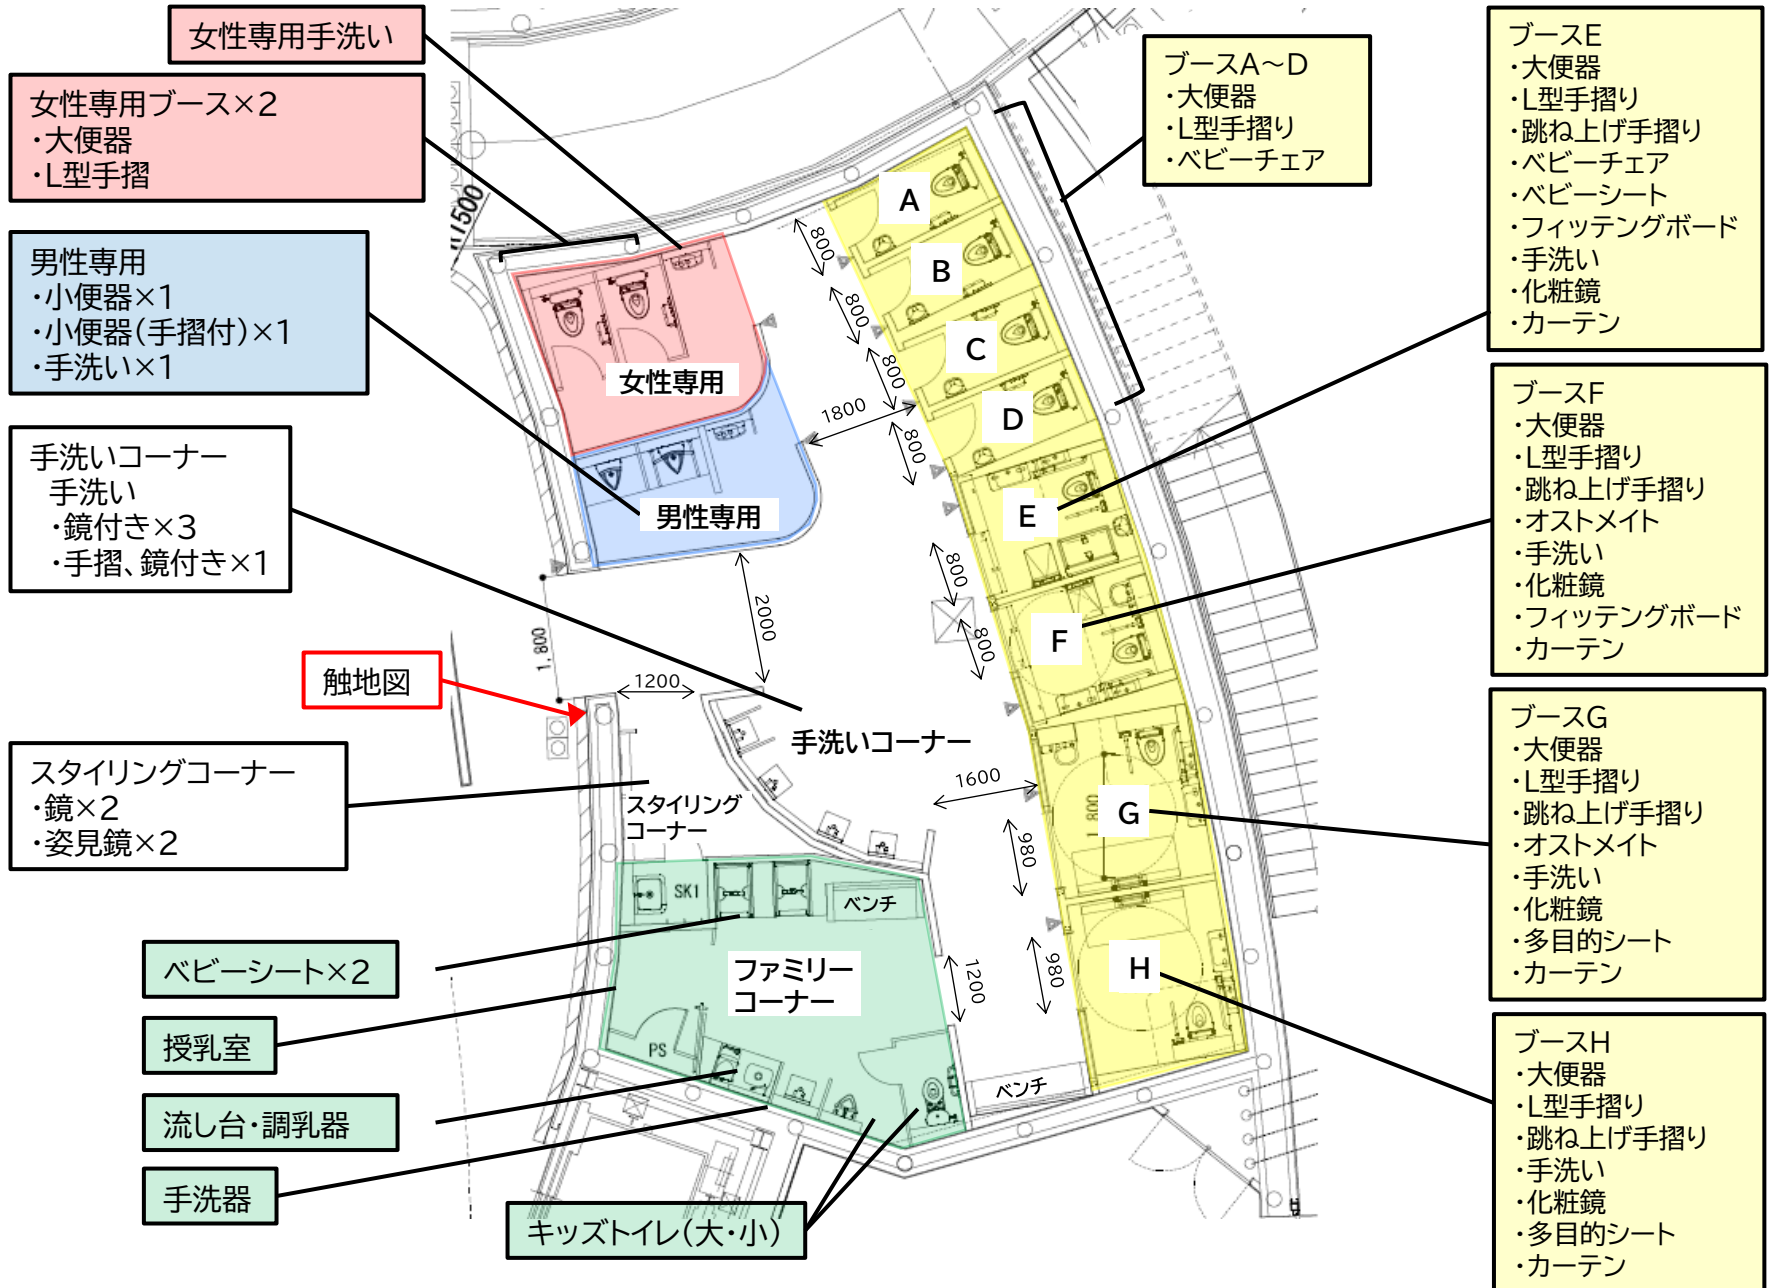 女性専用手洗い
女性専用ブース×2
・大便器
・L型手摺
男性専用
・小便器×1
・小便器(手摺付)×1
・手洗い×1
手洗いコーナー
手洗い
・鏡付き×3
・手摺、鏡付き×1
触地図
スタイリングコーナー
・鏡×2
・姿見鏡×2
ベビーシート×2
授乳室
流し台・調乳器
手洗器
キッズトイレ(大・小)
R1500
女性専用
男性専用
1800
2000
1,800
1200
手洗いコーナー
スタイリング
コーナー
1600
SK1
ベンチ
ファミリー
コーナー
PS
1200
ベンチ
800
800
800
800
800
800
980
980
A
B
C
D
E
F
G
1,800
H
ブースA～D
・大便器
・L型手摺り
・ベビーチェア
ブースE
・大便器
・L型手摺り
・跳ね上げ手摺り
・ベビーチェア
・ベビーシート
・フィッテングボード
・手洗い
・化粧鏡
・カーテン
ブースF
・大便器
・L型手摺り
・跳ね上げ手摺り
・オストメイト
・手洗い
・化粧鏡
・フィッテングボード
・カーテン
ブースG
・大便器
・L型手摺り
・跳ね上げ手摺り
・オストメイト
・手洗い
・化粧鏡
・多目的シート
・カーテン
ブースH
・大便器
・L型手摺り
・跳ね上げ手摺り
・手洗い
・化粧鏡
・多目的シート
・カーテン